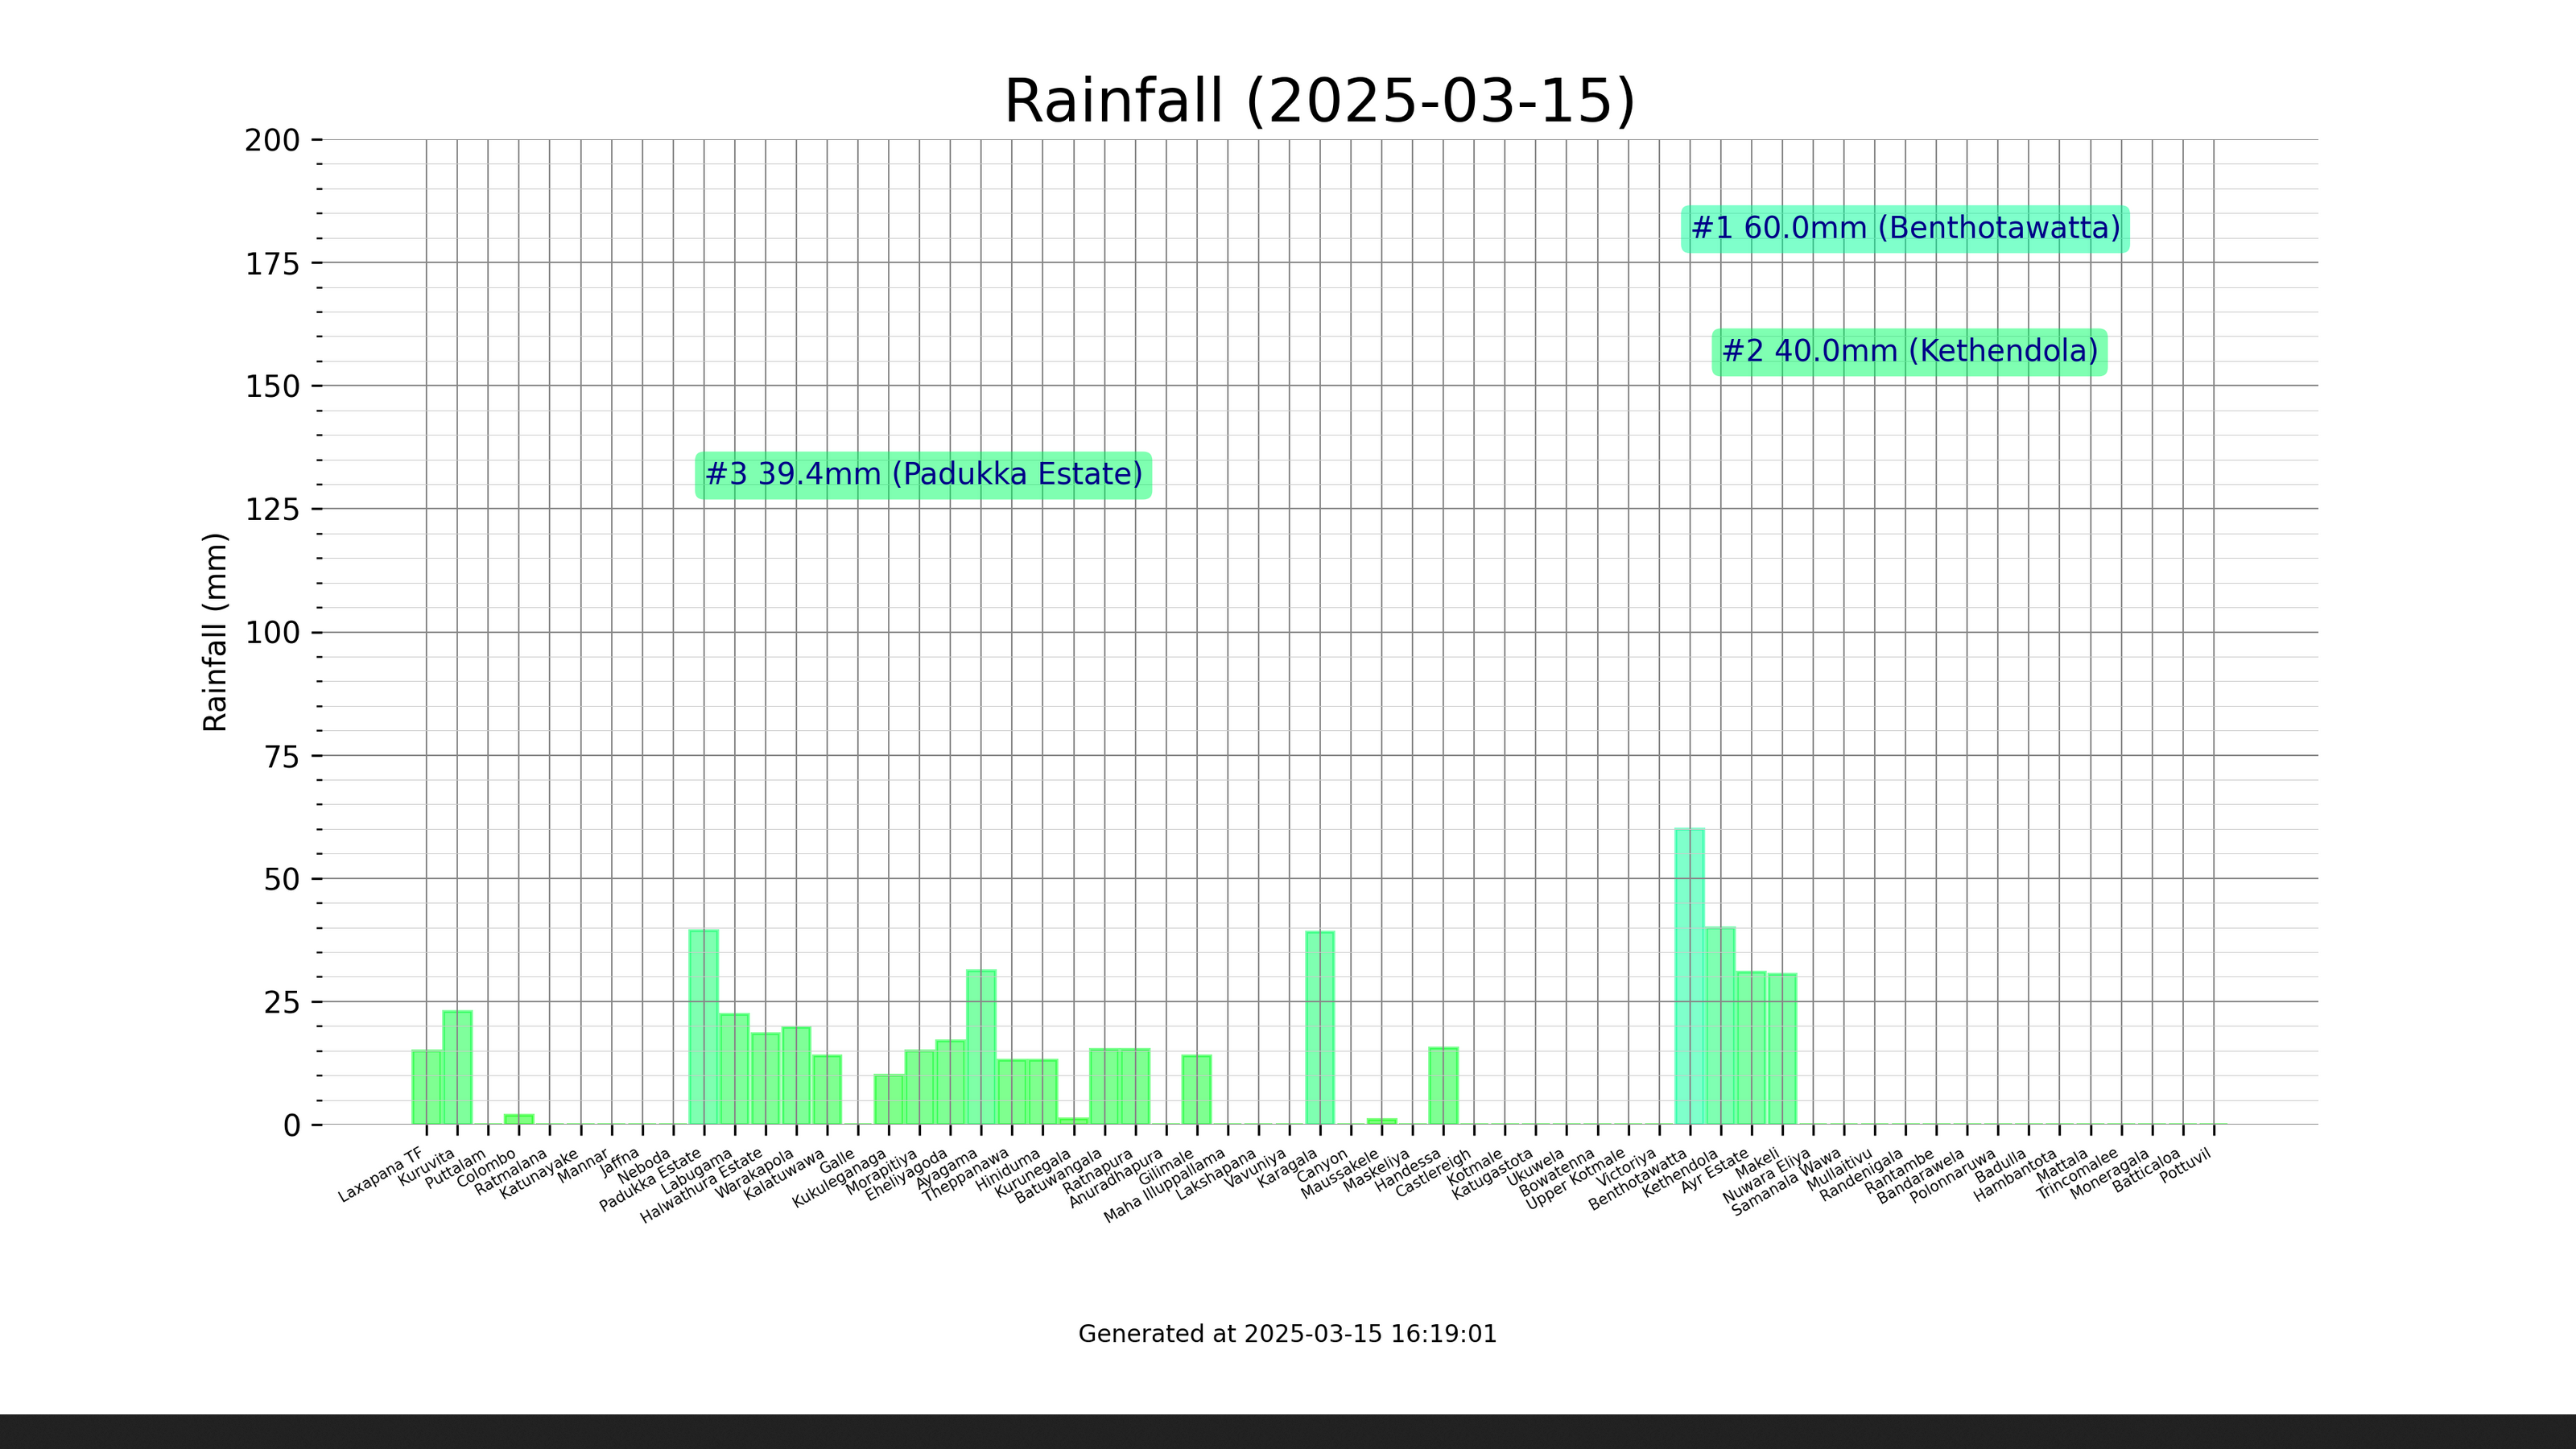 Rainfall (2025-03-15)
200
175
150
125
100
75
50
25
0
Rainfall (mm)
#1 60.0mm (Benthotawatta)
#2 40.0mm (Kethendola)
#3 39.4mm (Padukka Estate)
Laxapana TF
Kuruvita
Puttalam
Colombo
Ratmalana
Katunayake
Mannar
Jaffna
Neboda
Padukka Estate
Labugama
Halwathura Estate
Warakapola
Kalatuwawa
Galle
Kukuleganaga
Morapitiya
Eheliyagoda
Ayagama
Theppanawa
Hiniduma
Kurunegala
Batuwangala
Ratnapura
Anuradhapura
Gilimale
Maha Illuppallama
Lakshapana
Vavuniya
Karagala
Canyon
Maussakele
Maskeliya
Handessa
Castlereigh
Kotmale
Katugastota
Ukuwela
Bowatenna
Upper Kotmale
Victoriya
Benthotawatta
Kethendola
Ayr Estate
Makeli
Nuwara Eliya
Samanala Wawa
Mullaitivu
Randenigala
Rantambe
Bandarawela
Polonnaruwa
Badulla
Hambantota
Mattala
Trincomalee
Moneragala
Batticaloa
Pottuvil
Generated at 2025-03-15 16:19:01